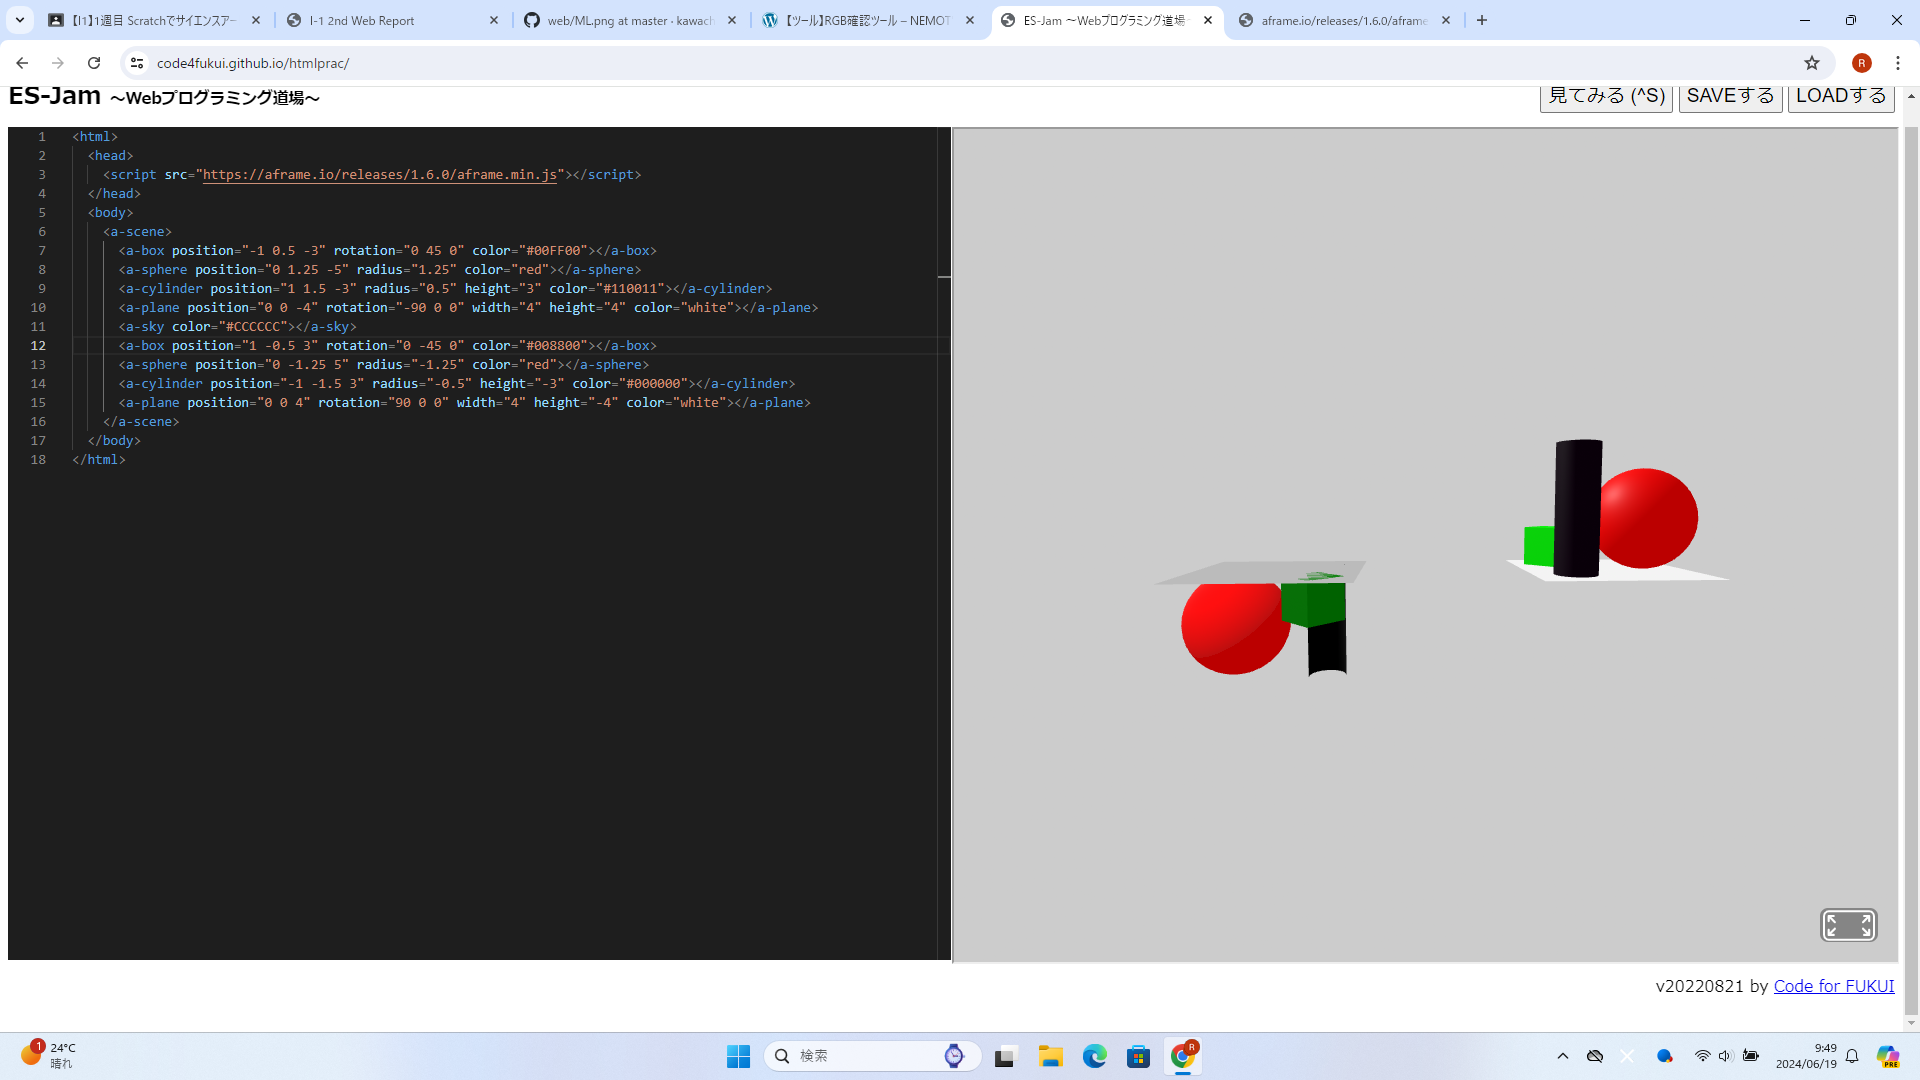 【I1】1週目 Scratchでサイエンスアー
I-1 2nd Web Report
web/ML.png at master · kawach
【ツール】RGB確認ツール – NEMOT
ES-Jam ～Webプログラミング道場～
aframe.io/releases/1.6.0/aframe
code4fukui.github.io/htmlprac/
R
ES-Jam ～Webプログラミング道場～
見てみる (^S)
SAVEする
LOADする
1 <html>
2 <head>
3 <script src="https://aframe.io/releases/1.6.0/aframe.min.js"></script>
4 </head>
5 <body>
6 <a-scene>
7 <a-box position="-1 0.5 -3" rotation="0 45 0" color="#00FF00"></a-box>
8 <a-sphere position="0 1.25 -5" radius="1.25" color="red"></a-sphere>
9 <a-cylinder position="1 1.5 -3" radius="0.5" height="3" color="#110011"></a-cylinder>
10 <a-plane position="0 0 -4" rotation="-90 0 0" width="4" height="4" color="white"></a-plane>
11 <a-sky color="#CCCCCC"></a-sky>
12 <a-box position="1 -0.5 3" rotation="0 -45 0" color="#008800"></a-box>
13 <a-sphere position="0 -1.25 5" radius="-1.25" color="red"></a-sphere>
14 <a-cylinder position="-1 -1.5 3" radius="-0.5" height="-3" color="#000000"></a-cylinder>
15 <a-plane position="0 0 4" rotation="90 0 0" width="4" height="-4" color="white"></a-plane>
16 </a-scene>
17 </body>
18 </html>
v20220821 by Code for FUKUI
1
24°C
晴れ
検索
R
9:49
2024/06/19
PRE